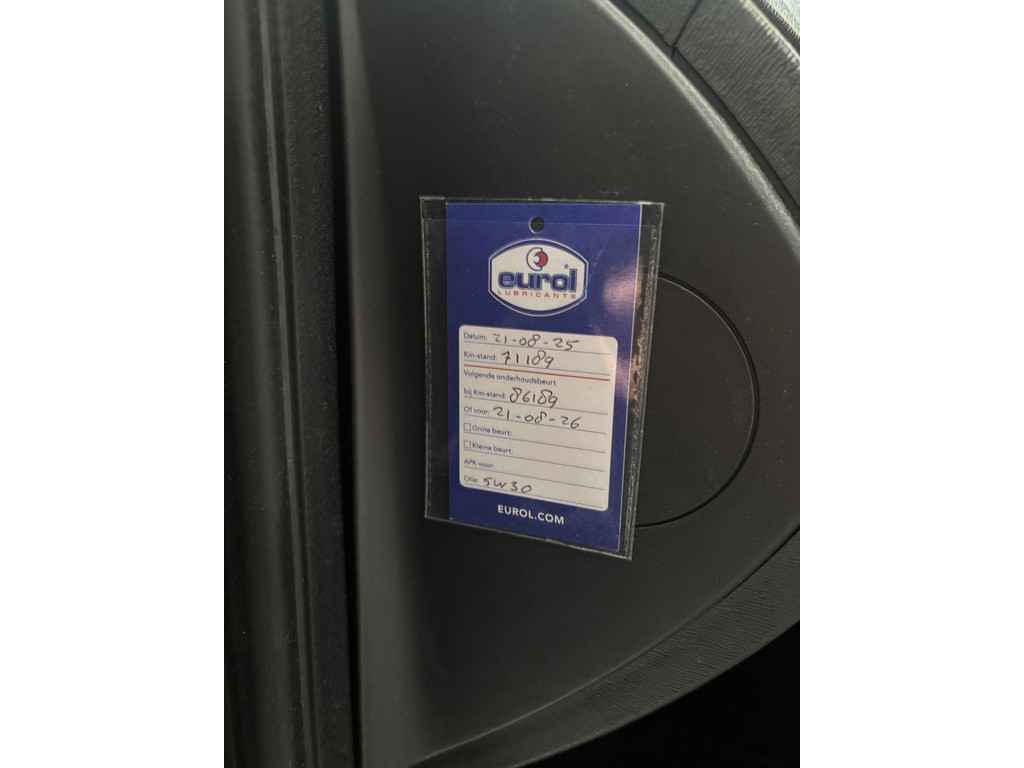 eurol
LUBRICANTS
Datum: 21-08-25
Km-stand: 71189
Volgende onderhoudsbeurt
bij Km-stand: 86189
Of voor: 21-08-26
Grote beurt:
Kleine beurt:
APK voor:
Olie: 5W30
EUROL.COM